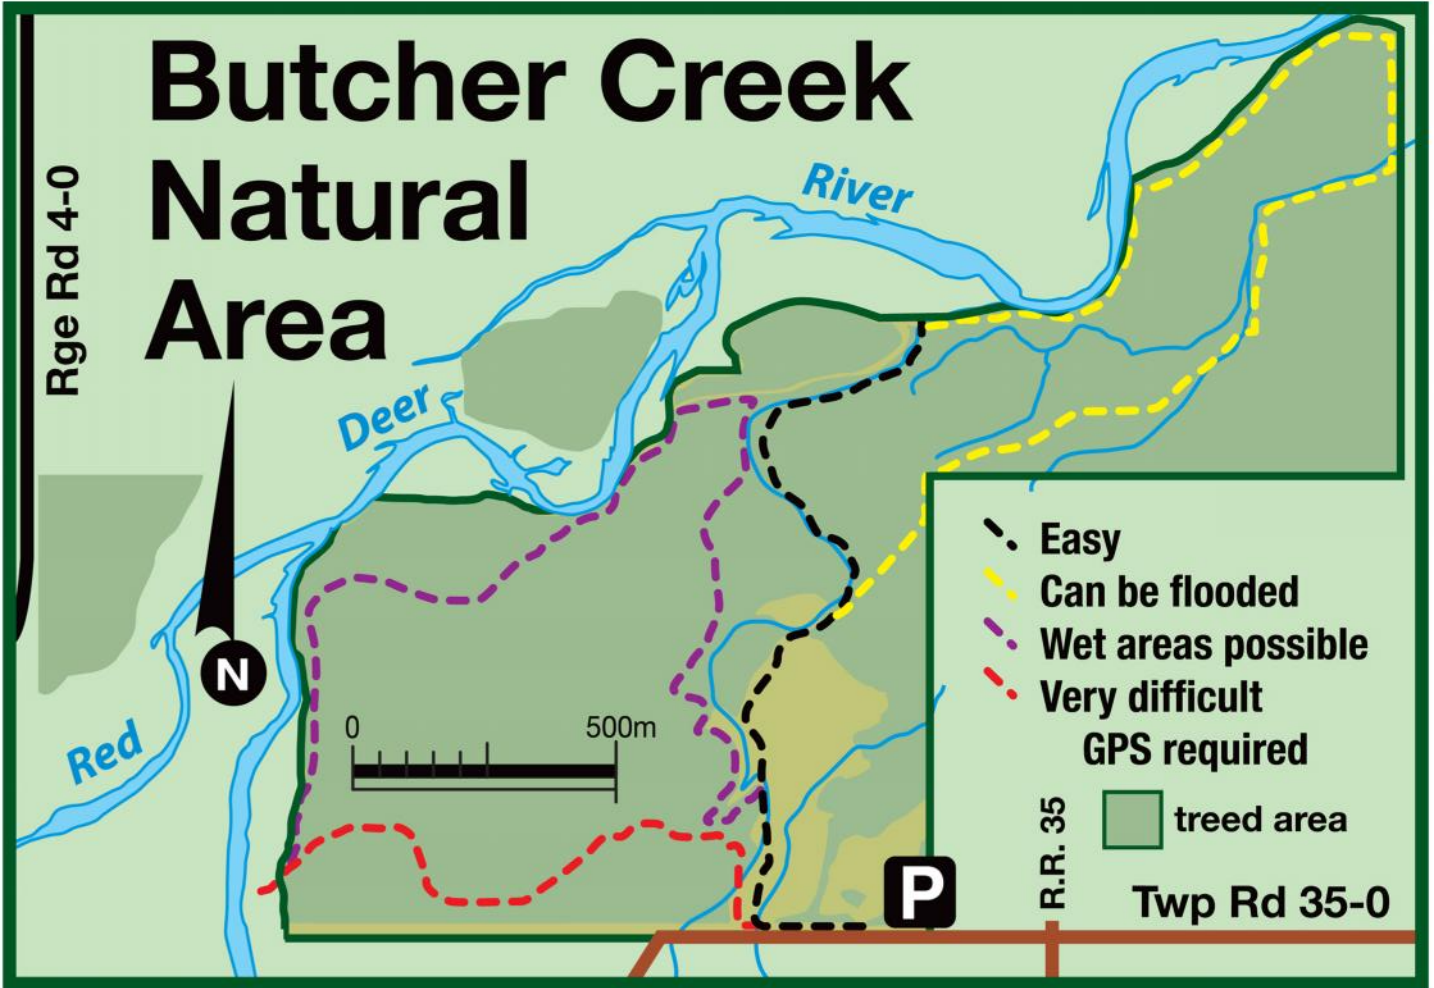 Butcher Creek
Natural
Area
Rge Rd 4-0
River
Deer
Red
N
0 500m
Easy
Can be flooded
Wet areas possible
Very difficult
GPS required
treed area
R.R. 35
Twp Rd 35-0
P